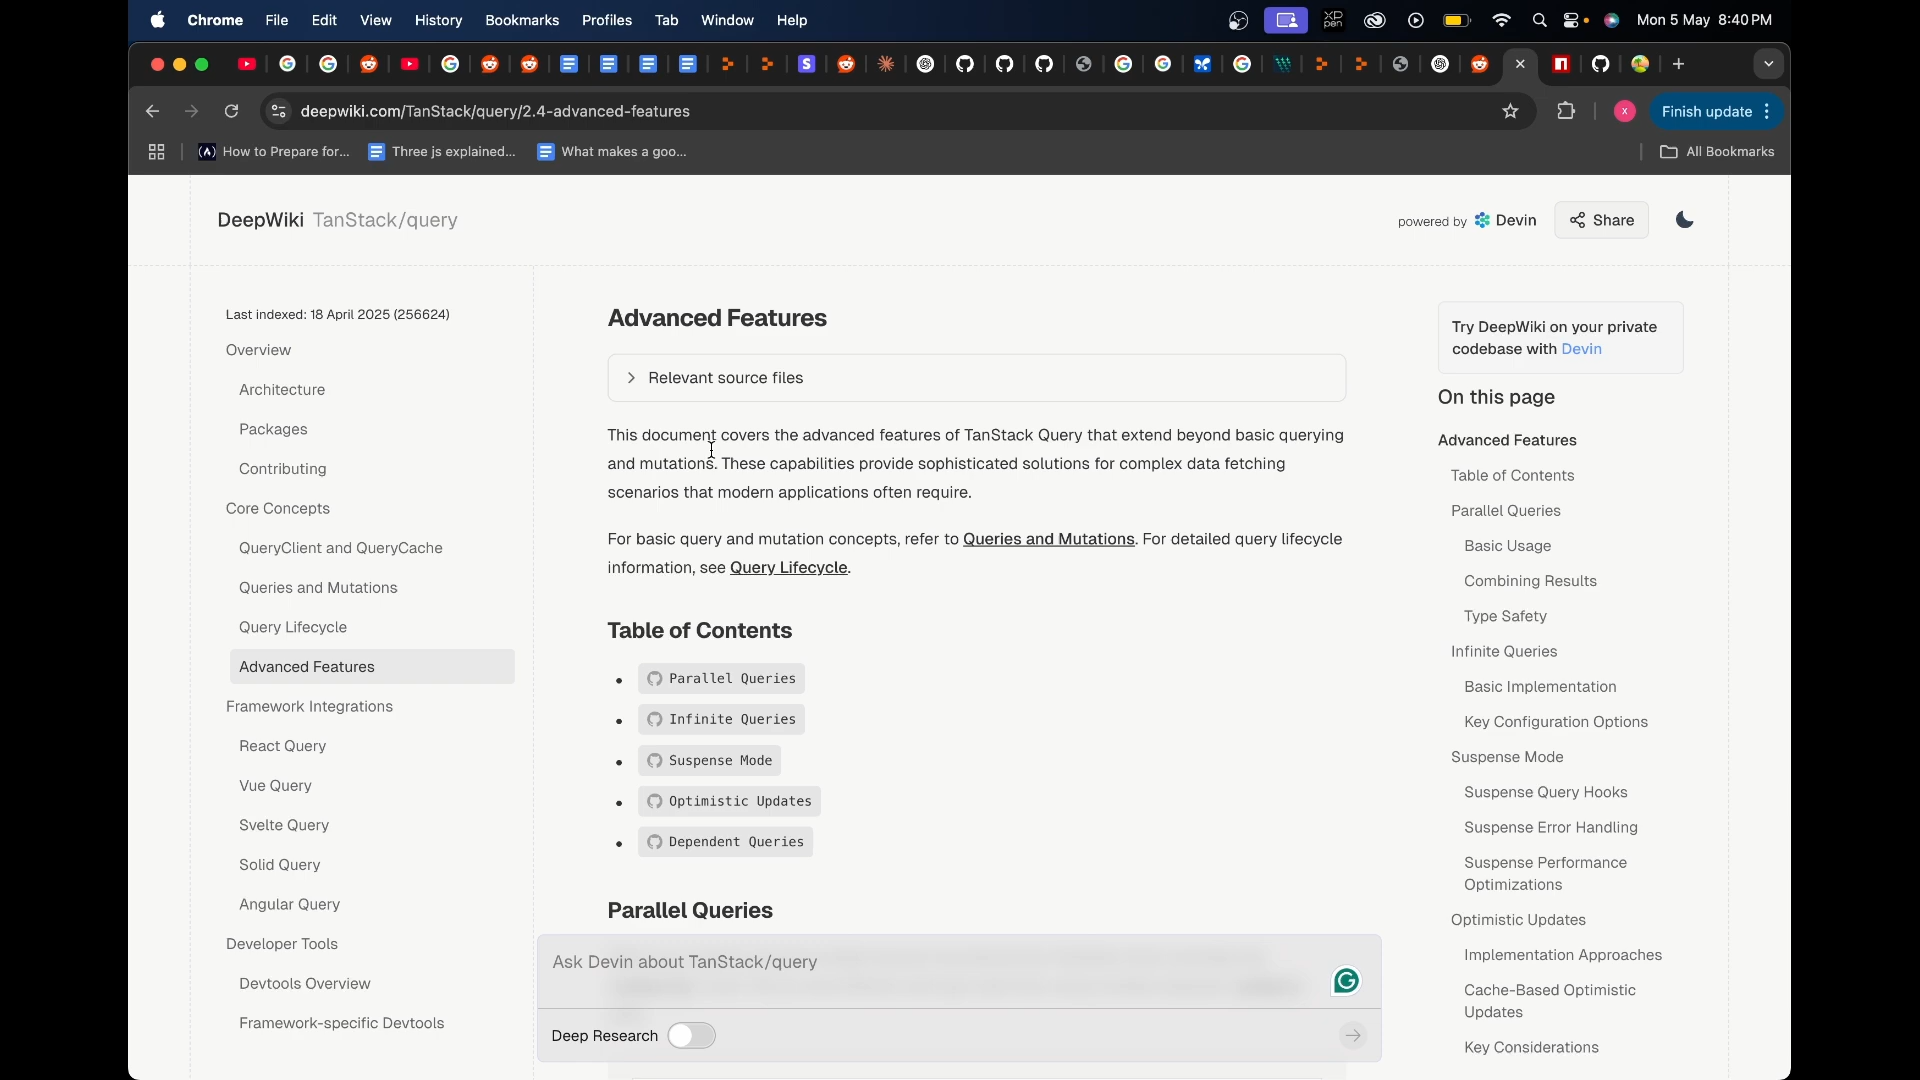 Chrome File Edit View History Bookmarks Profiles Tab Window Help
Mon 5 May 8:40 PM
deepwiki.com/TanStack/query/2.4-advanced-features
Finish update
How to Prepare for...
Three js explained...
What makes a goo...
All Bookmarks
DeepWiki TanStack/query
powered by Devin
Share
Last indexed: 18 April 2025 (256624)
Overview
Architecture
Packages
Contributing
Core Concepts
QueryClient and QueryCache
Queries and Mutations
Query Lifecycle
Advanced Features
Framework Integrations
React Query
Vue Query
Svelte Query
Solid Query
Angular Query
Developer Tools
Devtools Overview
Framework-specific Devtools
Advanced Features
Relevant source files
This document covers the advanced features of TanStack Query that extend beyond basic querying
and mutations. These capabilities provide sophisticated solutions for complex data fetching
scenarios that modern applications often require.
For basic query and mutation concepts, refer to Queries and Mutations. For detailed query lifecycle
information, see Query Lifecycle.
Table of Contents
Parallel Queries
Infinite Queries
Suspense Mode
Optimistic Updates
Dependent Queries
Parallel Queries
Ask Devin about TanStack/query
Deep Research
Try DeepWiki on your private
codebase with Devin
On this page
Advanced Features
Table of Contents
Parallel Queries
Basic Usage
Combining Results
Type Safety
Infinite Queries
Basic Implementation
Key Configuration Options
Suspense Mode
Suspense Query Hooks
Suspense Error Handling
Suspense Performance
Optimizations
Optimistic Updates
Implementation Approaches
Cache-Based Optimistic
Updates
Key Considerations